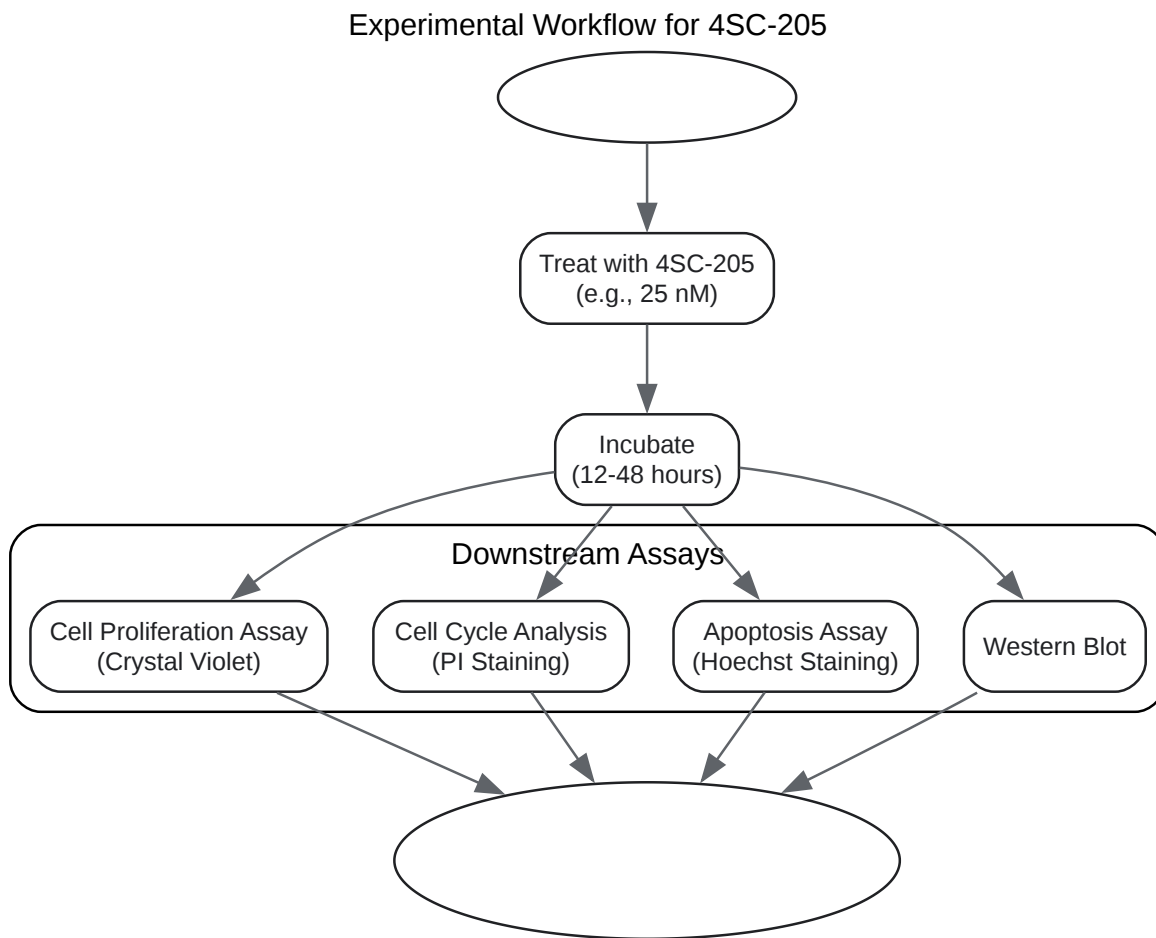 Experimental Workflow for 4SC-205
Treat with 4SC-205
(e.g., 25 nM)
Incubate
(12-48 hours)
Downstream Assays
Cell Proliferation Assay
(Crystal Violet)
Cell Cycle Analysis
(PI Staining)
Apoptosis Assay
(Hoechst Staining)
Western Blot